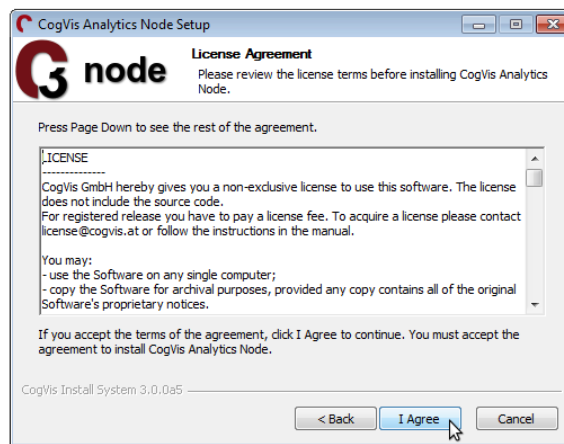 CogVis Analytics Node Setup
C3 node
License Agreement
Please review the license terms before installing CogVis Analytics
Node.
Press Page Down to see the rest of the agreement.
LICENSE
--------------
CogVis GmbH hereby gives you a non-exclusive license to use this software. The license
does not include the source code.
For registered release you have to pay a license fee. To acquire a license please contact
license@cogvis.at or follow the instructions in the manual.
You may:
- use the Software on any single computer;
- copy the Software for archival purposes, provided any copy contains all of the original
Software's proprietary notices.
If you accept the terms of the agreement, click I Agree to continue. You must accept the
agreement to install CogVis Analytics Node.
CogVis Install System 3.0.0a5
< Back
I Agree
Cancel